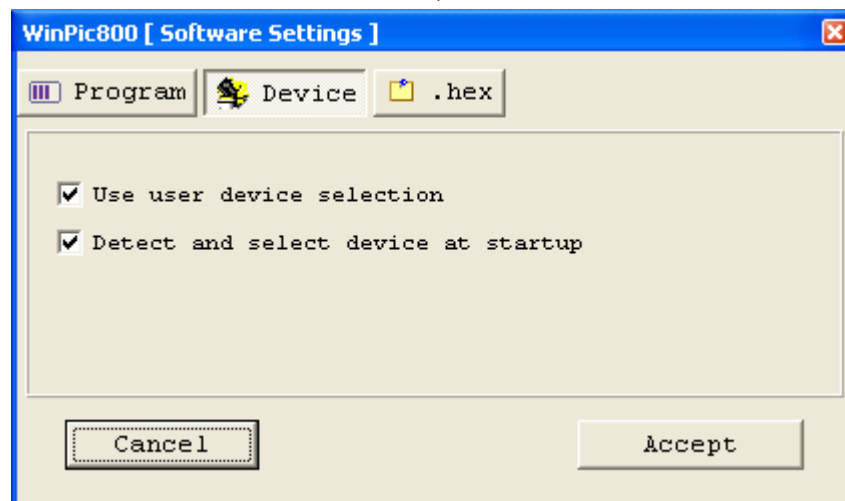 WinPic800 [ Software Settings ]
Program Device .hex
Use user device selection
Detect and select device at startup
Cancel Accept